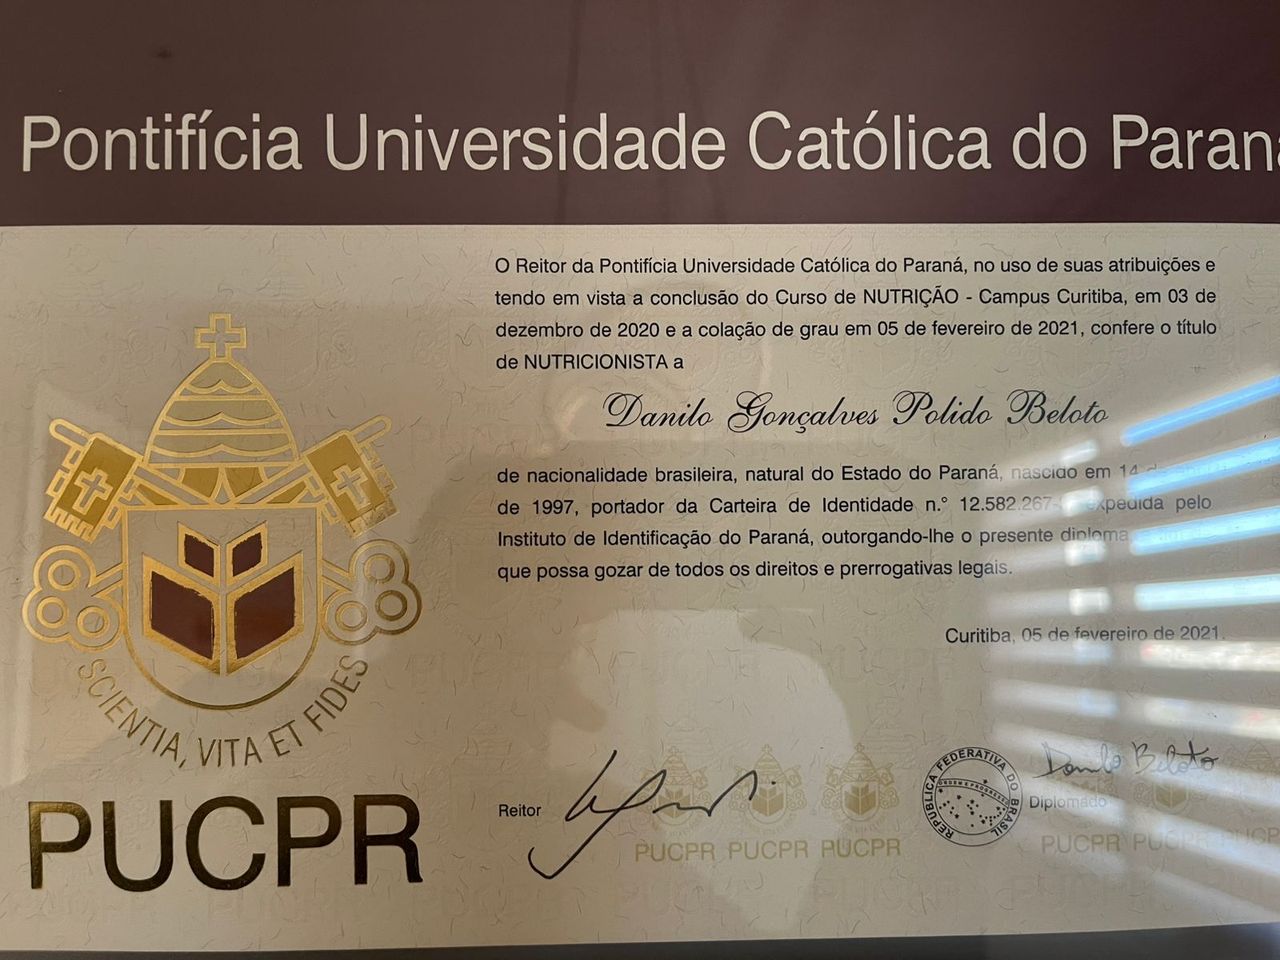 Pontifícia Universidade Católica do Paraná
O Reitor da Pontifícia Universidade Católica do Paraná, no uso de suas atribuições e
tendo em vista a conclusão do Curso de NUTRIÇÃO - Campus Curitiba, em 03 de
dezembro de 2020 e a colação de grau em 05 de fevereiro de 2021, confere o título
de NUTRICIONISTA a
Danilo Gonçalves Polido Beloto
de nacionalidade brasileira, natural do Estado do Paraná, nascido em 14 de
de 1997, portador da Carteira de Identidade n.° 12.582.267- expedida pelo
Instituto de Identificação do Paraná, outorgando-lhe o presente diploma,
que possa gozar de todos os direitos e prerrogativas legais.
Curitiba, 05 de fevereiro de 2021.
SCIENTIA, VITA ET FIDES
PUCPR
Reitor
PUCPR PUCPR PUCPR
REPÚBLICA FEDERATIVA DO BRASIL
ORDEM E PROGRESSO
Danilo Beloto
Diplomado
PUCPR PUCPR PUCPR